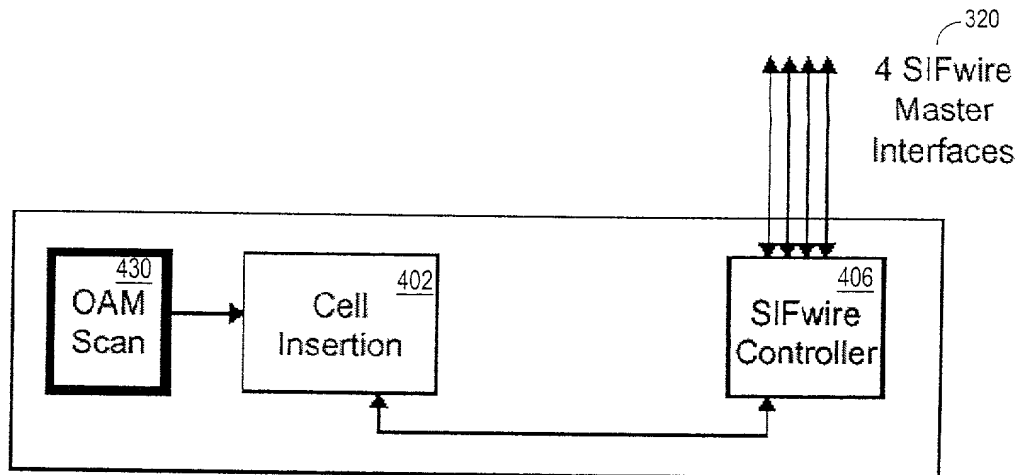 320
4 SIFwire
Master
Interfaces
430
OAM
Scan
402
Cell
Insertion
406
SIFwire
Controller